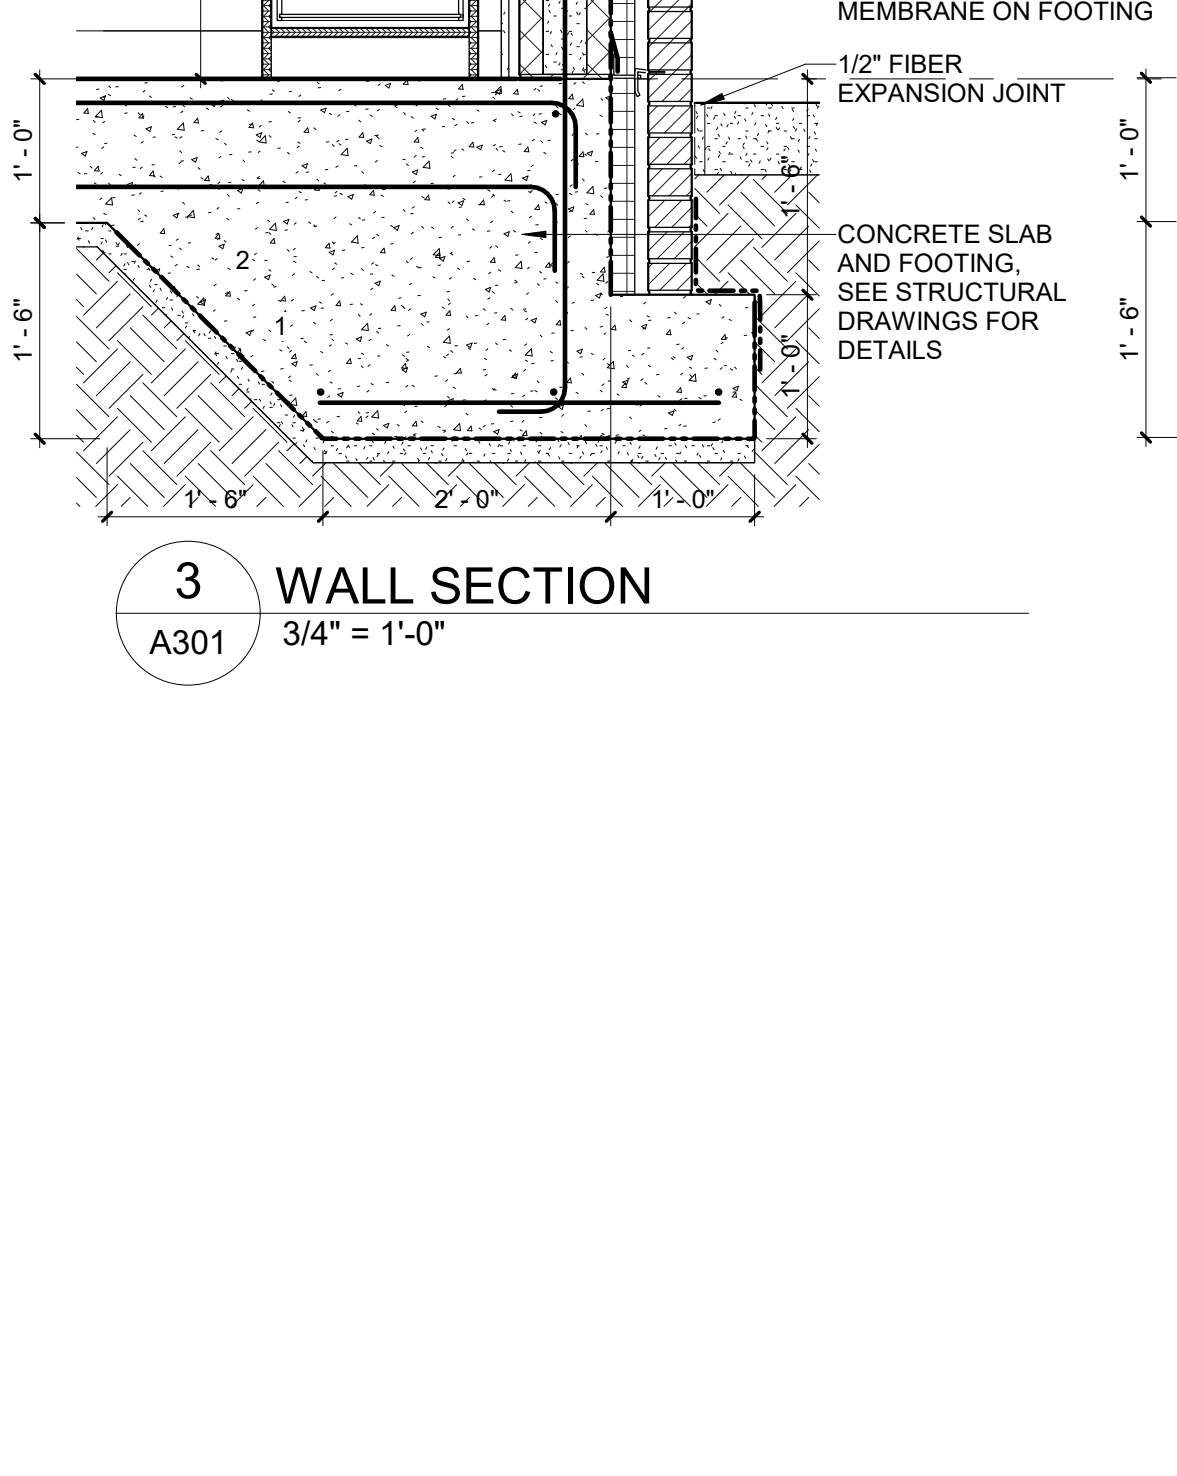 MEMBRANE ON FOOTING
1/2" FIBER
EXPANSION JOINT
1' - 0"
1' - 6"
1' - 6"
1' - 0"
1' - 0"
1' - 6"
CONCRETE SLAB
AND FOOTING,
SEE STRUCTURAL
DRAWINGS FOR
DETAILS
2
1
1' - 6"
2' - 0"
1' - 0"
3
A301
WALL SECTION
3/4" = 1'-0"